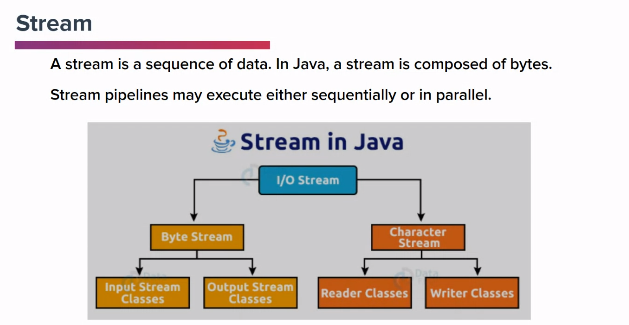 Stream
A stream is a sequence of data. In Java, a stream is composed of bytes.
Stream pipelines may execute either sequentially or in parallel.
Stream in Java
I/O Stream
Byte Stream
Character
Stream
Input Stream
Classes
Output Stream
Classes
Reader Classes
Writer Classes